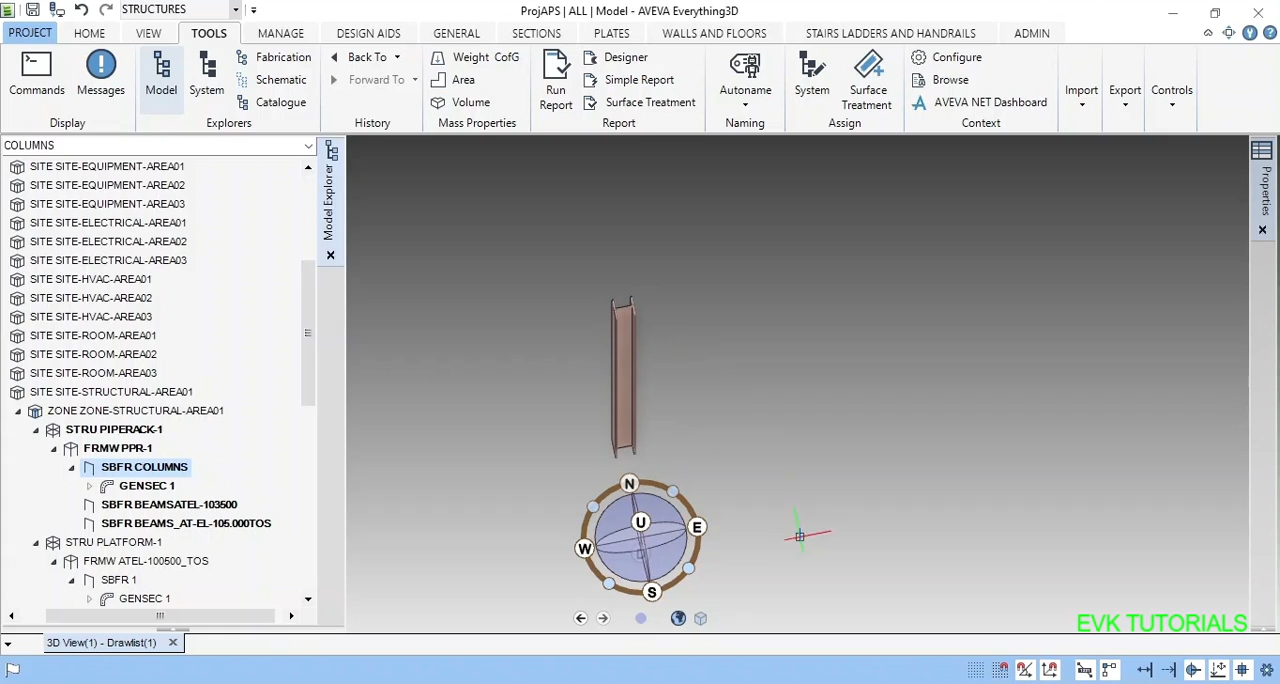 STRUCTURES
ProjAPS | ALL | Model - AVEVA Everything3D
PROJECT HOME VIEW TOOLS MANAGE DESIGN AIDS GENERAL SECTIONS PLATES WALLS AND FLOORS STAIRS LADDERS AND HANDRAILS ADMIN
Commands Messages
Display
Model System Fabrication
Schematic
Catalogue
Explorers
Back To
Forward To
History
Weight CofG
Area
Volume
Mass Properties
Run Report
Designer
Simple Report
Surface Treatment
Report
Autoname
Naming
System Surface Treatment
Assign
Configure
Browse
AVEVA NET Dashboard
Context
Import Export Controls
COLUMNS
SITE SITE-EQUIPMENT-AREA01
SITE SITE-EQUIPMENT-AREA02
SITE SITE-EQUIPMENT-AREA03
SITE SITE-ELECTRICAL-AREA01
SITE SITE-ELECTRICAL-AREA02
SITE SITE-ELECTRICAL-AREA03
SITE SITE-HVAC-AREA01
SITE SITE-HVAC-AREA02
SITE SITE-HVAC-AREA03
SITE SITE-ROOM-AREA01
SITE SITE-ROOM-AREA02
SITE SITE-ROOM-AREA03
SITE SITE-STRUCTURAL-AREA01
ZONE ZONE-STRUCTURAL-AREA01
STRU PIPERACK-1
FRMW PPR-1
SBFR COLUMNS
GENSEC 1
SBFR BEAMSATEL-103500
SBFR BEAMS_AT-EL-105.000TOS
STRU PLATFORM-1
FRMW ATEL-100500_TOS
SBFR 1
GENSEC 1
Model Explorer
N
U
E
W
S
Properties
EVK TUTORIALS
3D View(1) - Drawlist(1)